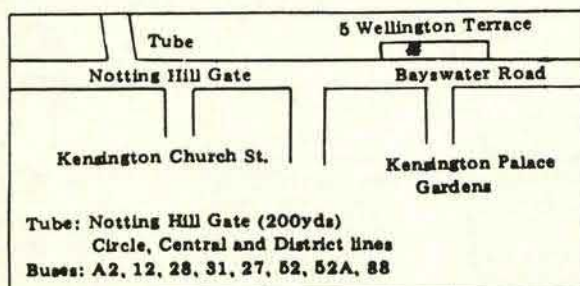 5 Wellington Terrace
Tube
Notting Hill Gate
Bayswater Road
Kensington Church St.
Kensington Palace
Gardens
Tube: Notting Hill Gate (200yds)
Circle, Central and District lines
Buses: A2, 12, 28, 31, 27, 52, 52A, 88